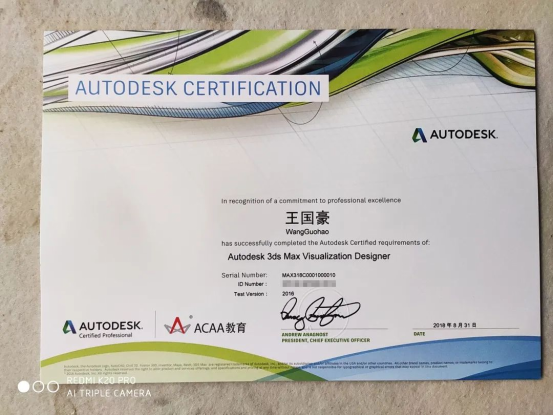 AUTODESK CERTIFICATION
AUTODESK.
In recognition of a commitment to professional excellence
王国豪
WangGuohao
has successfully completed the Autodesk Certified requirements of:
Autodesk 3ds Max Visualization Designer
Serial Number: MAX318C0001000010
ID Number :
Test Version : 2016
AUTODESK.
Certified Professional
ACAA教育
ANDREW ANAGNOST
PRESIDENT, CHIEF EXECUTIVE OFFICER
2018 年 8 月 31 日
DATE
REDMI K20 PRO
AI TRIPLE CAMERA